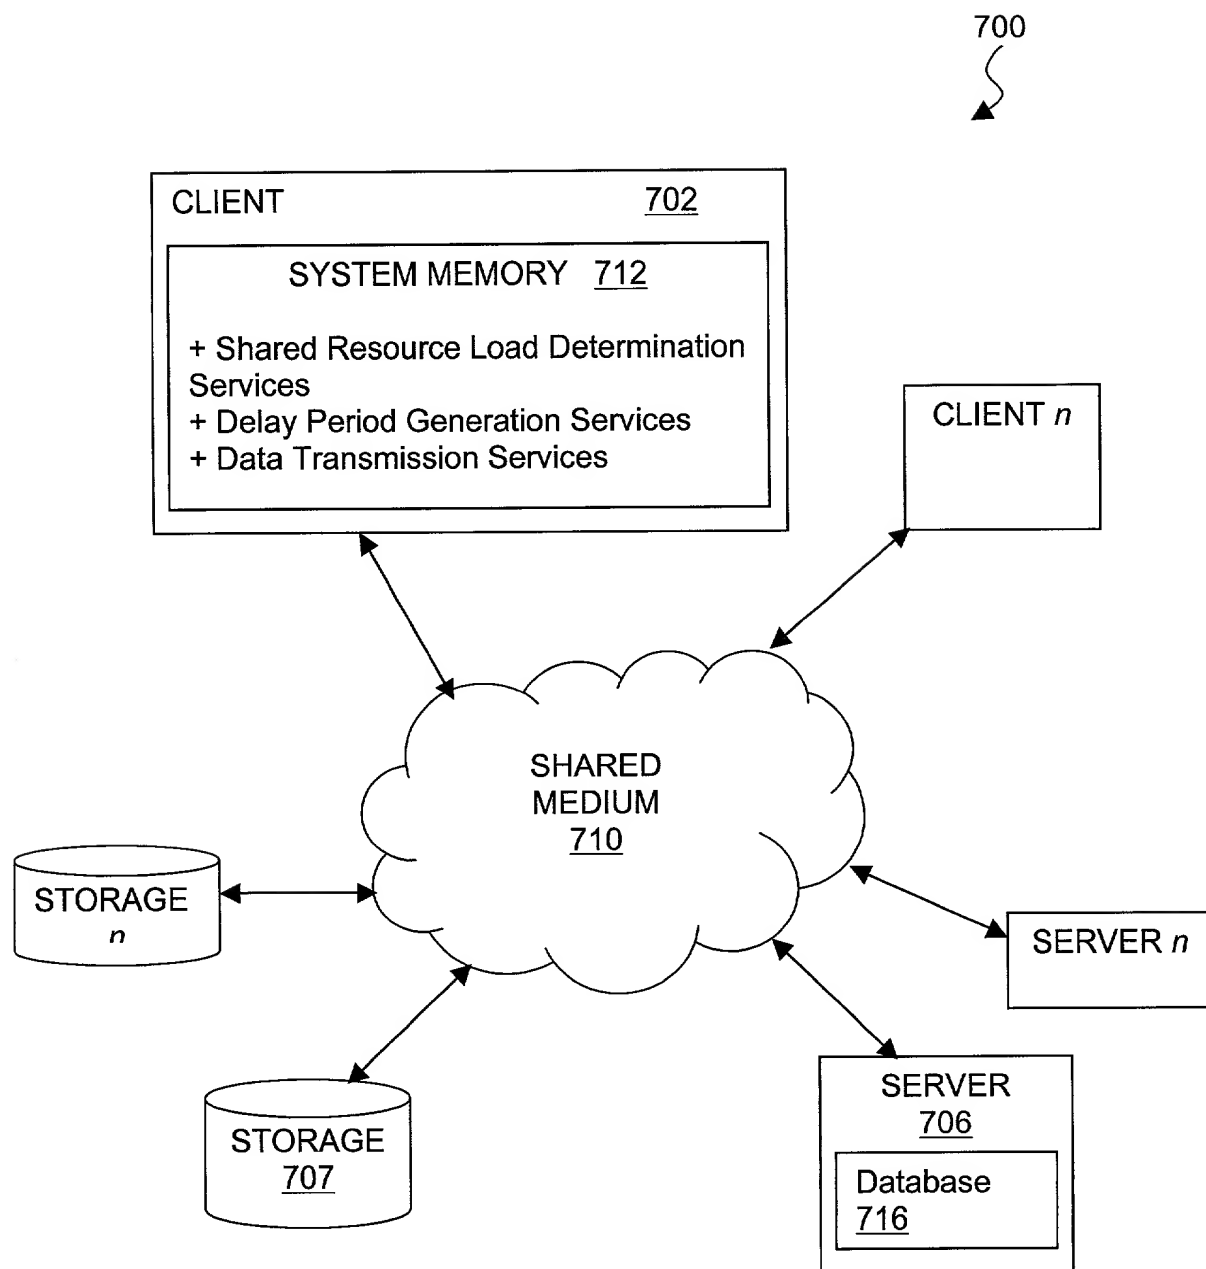 700
CLIENT 702
SYSTEM MEMORY 712
+ Shared Resource Load Determination
Services
+ Delay Period Generation Services
+ Data Transmission Services
CLIENT n
SHARED
MEDIUM
710
STORAGE
n
SERVER n
STORAGE
707
SERVER
706
Database
716